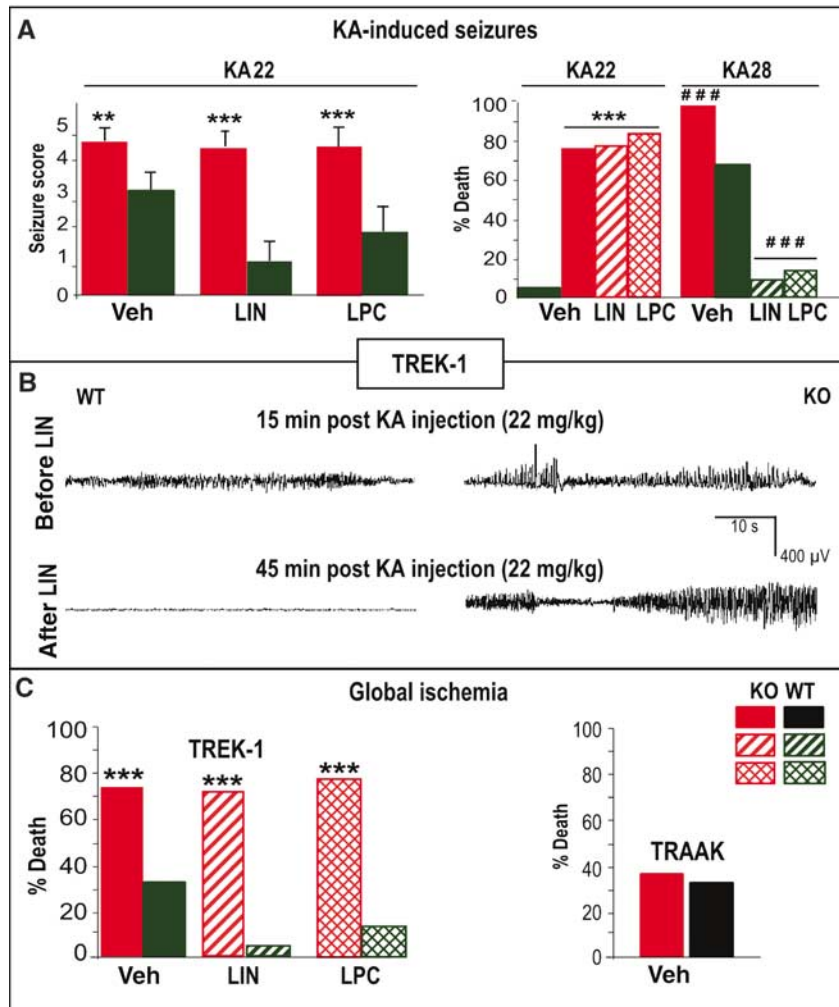 A
KA-induced seizures
KA22
Seizure score
5
4
3
2
1
0
**
***
***
Veh
LIN
LPC
KA22
KA28
% Death
100
80
60
40
20
0
***
###
###
Veh LIN LPC
Veh LIN LPC
TREK-1
B
WT
KO
15 min post KA injection (22 mg/kg)
Before LIN
10 s
400 µV
45 min post KA injection (22 mg/kg)
After LIN
C
Global ischemia
KO WT
% Death
100
80
60
40
20
0
TREK-1
***
***
***
Veh
LIN
LPC
% Death
100
80
60
40
20
0
TRAAK
Veh